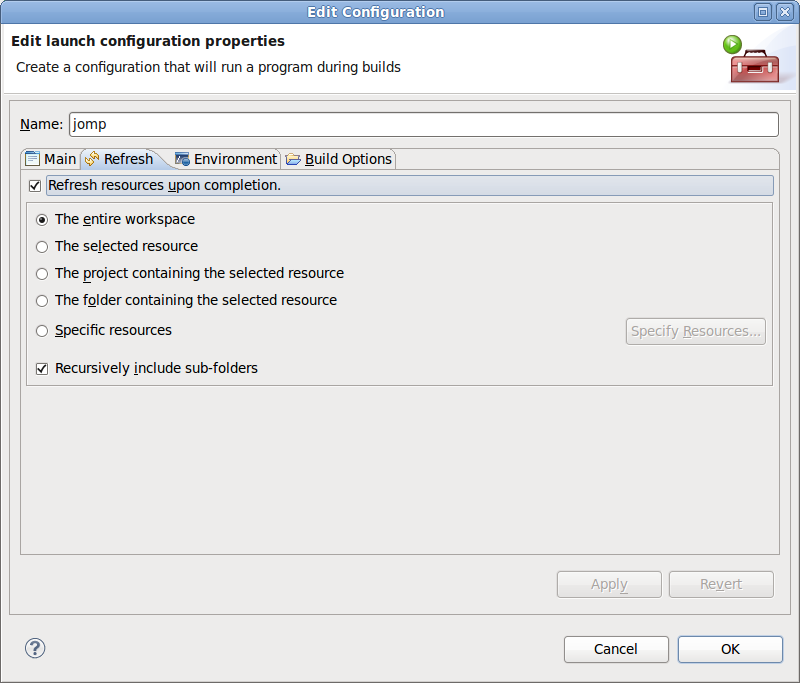 Edit Configuration
Edit launch configuration properties
Create a configuration that will run a program during builds
Name: jomp
Main Refresh Environment Build Options
Refresh resources upon completion.
The entire workspace
The selected resource
The project containing the selected resource
The folder containing the selected resource
Specific resources Specify Resources...
Recursively include sub-folders
Apply Revert
? Cancel OK